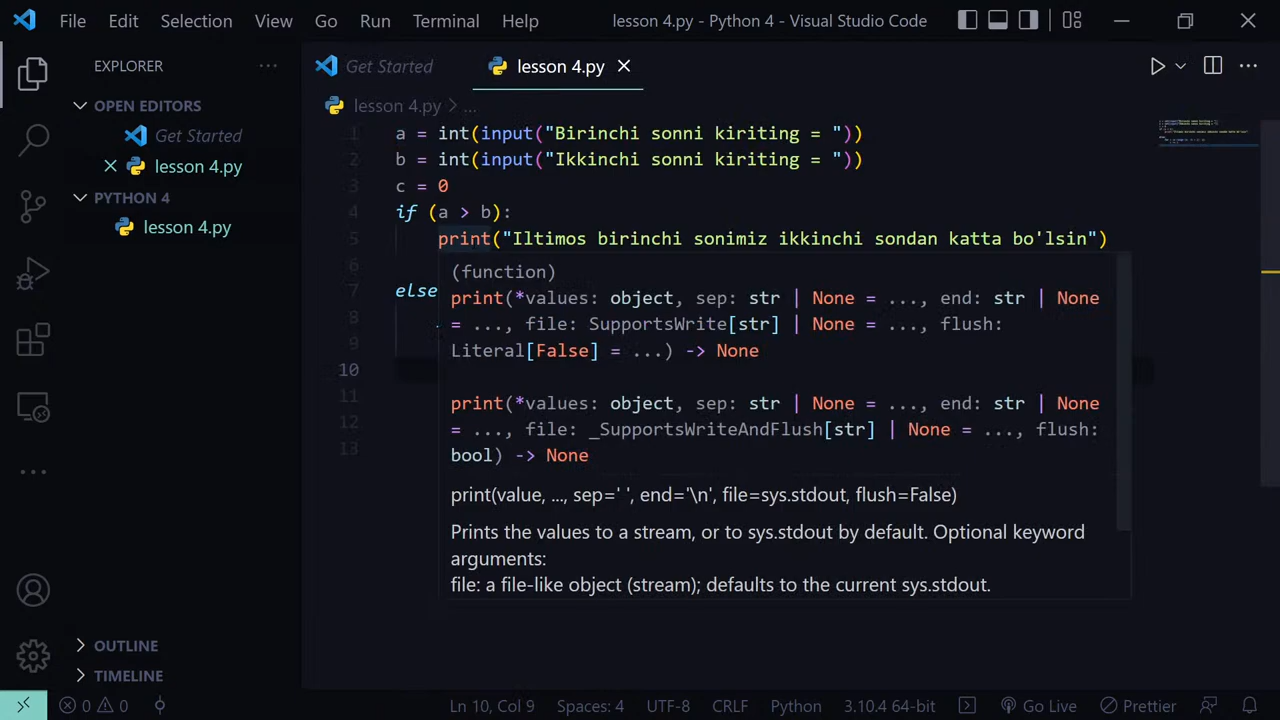 File Edit Selection View Go Run Terminal Help lesson 4.py - Python 4 - Visual Studio Code
EXPLORER
OPEN EDITORS
Get Started
lesson 4.py
PYTHON 4
lesson 4.py
OUTLINE
TIMELINE
Get Started lesson 4.py
lesson 4.py > ...
1 a = int(input("Birinchi sonni kiriting = "))
2 b = int(input("Ikkinchi sonni kiriting = "))
3 c = 0
4 if (a > b):
5 print("Iltimos birinchi sonimiz ikkinchi sondan katta bo'lsin")
6
7 else
8
9
10
11
12
13
(function)
print(*values: object, sep: str | None = ..., end: str | None
= ..., file: SupportsWrite[str] | None = ..., flush:
Literal[False] = ...) -> None
print(*values: object, sep: str | None = ..., end: str | None
= ..., file: _SupportsWriteAndFlush[str] | None = ..., flush:
bool) -> None
print(value, ..., sep=' ', end='\n', file=sys.stdout, flush=False)
Prints the values to a stream, or to sys.stdout by default. Optional keyword
arguments:
file: a file-like object (stream); defaults to the current sys.stdout.
0 0 Ln 10, Col 9 Spaces: 4 UTF-8 CRLF Python 3.10.4 64-bit Go Live Prettier